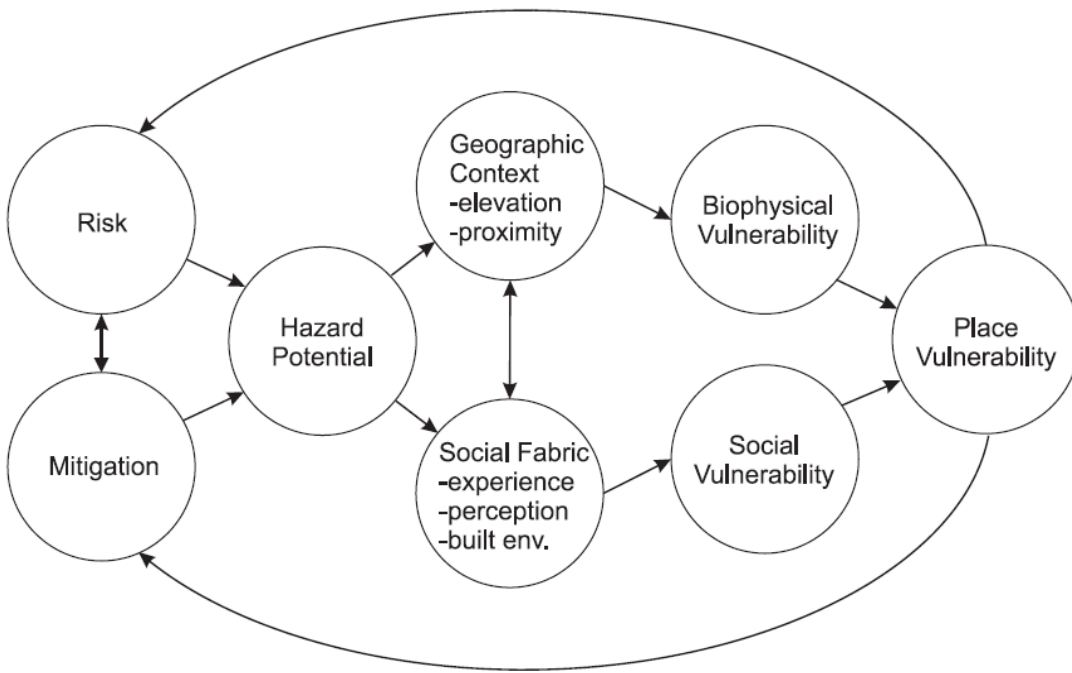 Risk
Mitigation
Hazard
Potential
Geographic
Context
-elevation
-proximity
Social Fabric
-experience
-perception
-built env.
Biophysical
Vulnerability
Social
Vulnerability
Place
Vulnerability